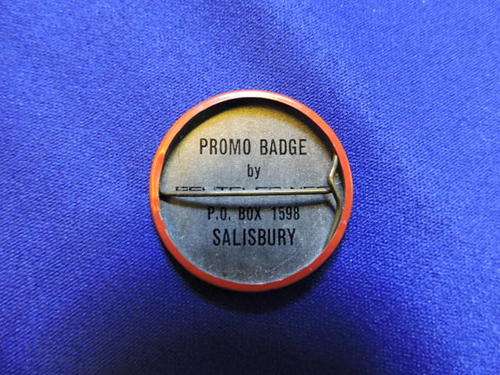 PROMO BADGE
by
P.O. BOX 1598
SALISBURY